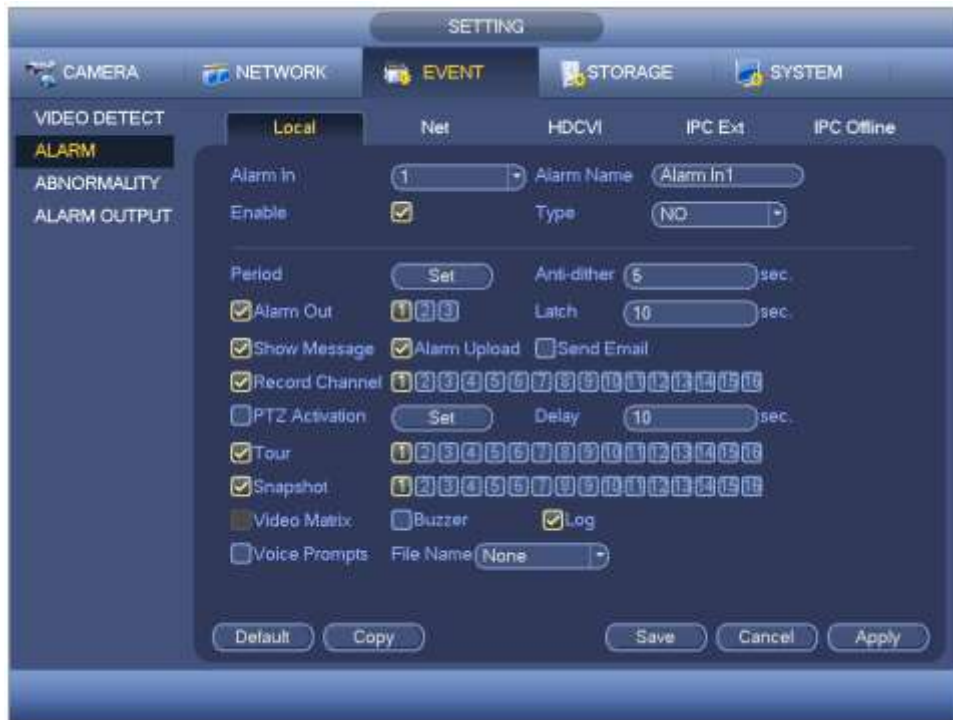 SETTING
CAMERA NETWORK EVENT STORAGE SYSTEM
VIDEO DETECT
ALARM
ABNORMALITY
ALARM OUTPUT
Local Net HDCVI IPC Ext IPC Offline
Alarm In 1 Alarm Name Alarm In1
Enable Type NO
Period Set Anti-dither 5 sec.
Alarm Out 1 2 3 Latch 10 sec.
Show Message Alarm Upload Send Email
Record Channel 1 2 3 4 5 6 7 8 9 10 11 12 13 14 15 16
PTZ Activation Set Delay 10 sec.
Tour 1 2 3 4 5 6 7 8 9 10 11 12 13 14 15 16
Snapshot 1 2 3 4 5 6 7 8 9 10 11 12 13 14 15 16
Video Matrix Buzzer Log
Voice Prompts File Name None
Default Copy Save Cancel Apply